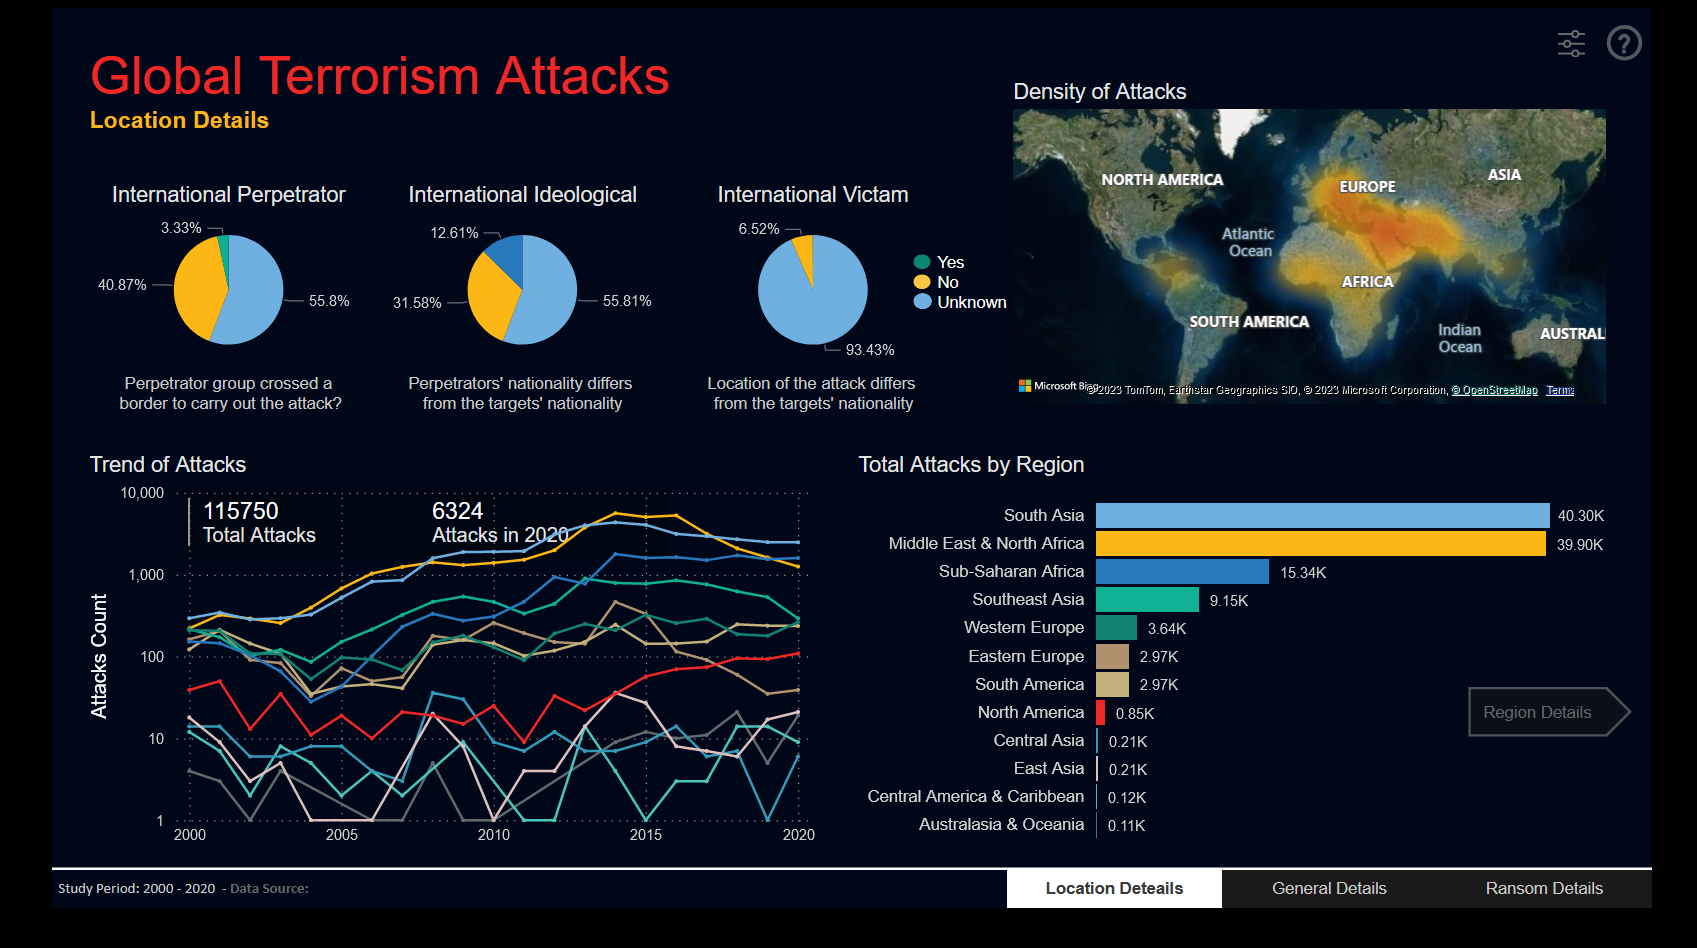 Global Terrorism Attacks
Location Details
International Perpetrator
3.33%
40.87%
55.8%
Perpetrator group crossed a
border to carry out the attack?
International Ideological
12.61%
31.58%
55.81%
Perpetrators' nationality differs
from the targets' nationality
International Victam
6.52%
93.43%
Location of the attack differs
from the targets' nationality
Yes
No
Unknown
?
Density of Attacks
NORTH AMERICA
EUROPE
ASIA
Atlantic
Ocean
AFRICA
SOUTH AMERICA
Indian
Ocean
AUSTRAL
Microsoft Bing
©2023 TomTom, Earthstar Geographics SIO, © 2023 Microsoft Corporation, © OpenStreetMap Terms
Trend of Attacks
115750
Total Attacks
6324
Attacks in 2020
Attacks Count
10,000
1,000
100
10
1
2000 2005 2010 2015 2020
Total Attacks by Region
South Asia 40.30K
Middle East & North Africa 39.90K
Sub-Saharan Africa 15.34K
Southeast Asia 9.15K
Western Europe 3.64K
Eastern Europe 2.97K
South America 2.97K
North America 0.85K
Central Asia 0.21K
East Asia 0.21K
Central America & Caribbean 0.12K
Australasia & Oceania 0.11K
Region Details
Study Period: 2000 - 2020 - Data Source:
Location Deteails
General Details
Ransom Details